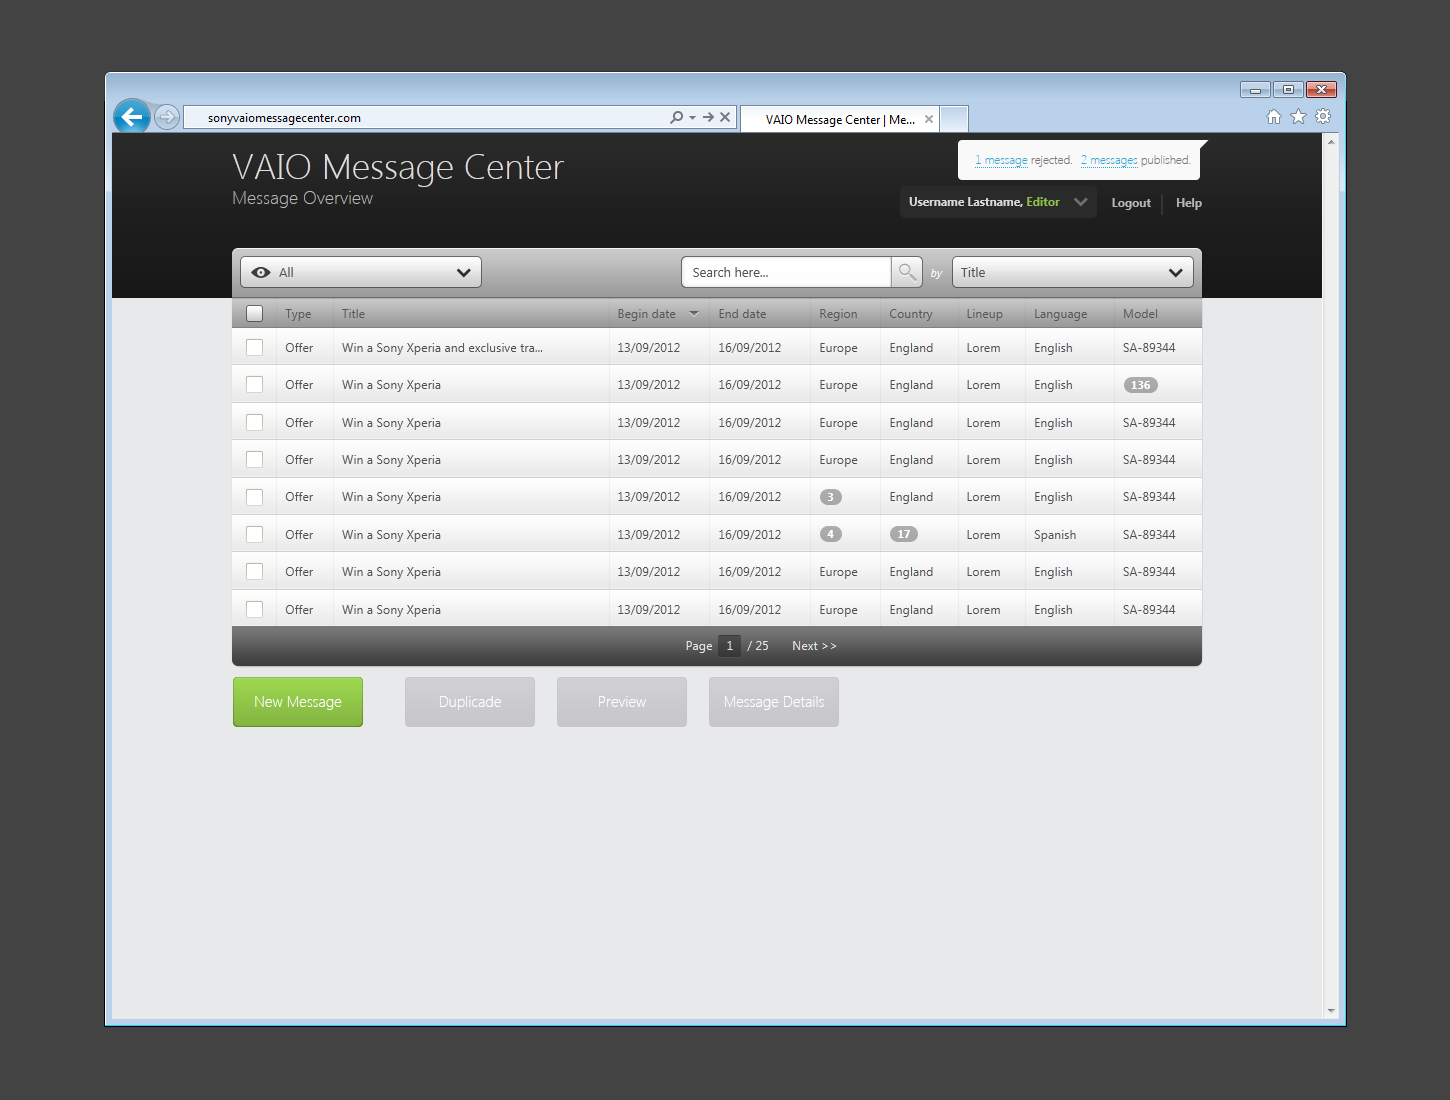 sonyvaiomessagecenter.com
VAIO Message Center | Me...
VAIO Message Center
Message Overview
1 message rejected. 2 messages published.
Username Lastname, Editor
Logout
Help
All
Search here...
by
Title
Type Title Begin date End date Region Country Lineup Language Model
Offer Win a Sony Xperia and exclusive tra... 13/09/2012 16/09/2012 Europe England Lorem English SA-89344
Offer Win a Sony Xperia 13/09/2012 16/09/2012 Europe England Lorem English 136
Offer Win a Sony Xperia 13/09/2012 16/09/2012 Europe England Lorem English SA-89344
Offer Win a Sony Xperia 13/09/2012 16/09/2012 Europe England Lorem English SA-89344
Offer Win a Sony Xperia 13/09/2012 16/09/2012 3 England Lorem English SA-89344
Offer Win a Sony Xperia 13/09/2012 16/09/2012 4 17 Lorem Spanish SA-89344
Offer Win a Sony Xperia 13/09/2012 16/09/2012 Europe England Lorem English SA-89344
Offer Win a Sony Xperia 13/09/2012 16/09/2012 Europe England Lorem English SA-89344
Page 1 / 25 Next >>
New Message
Duplicade
Preview
Message Details